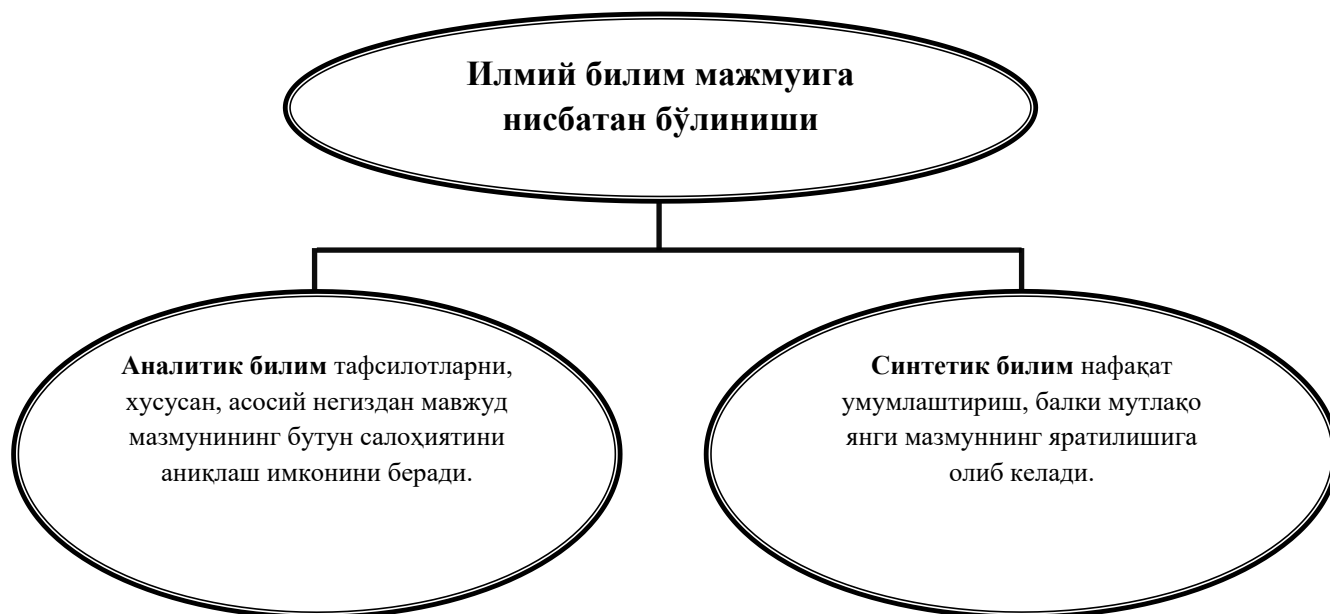 Илмий билим мажмуига
нисбатан бўлиниши
Аналитик билим тафсилотларни,
хусусан, асосий негиздан мавжуд
мазмунининг бутун салоҳиятини
аниқлаш имконини беради.
Синтетик билим нафақат
умумлаштириш, балки мутлақо
янги мазмуннинг яратилишига
олиб келади.